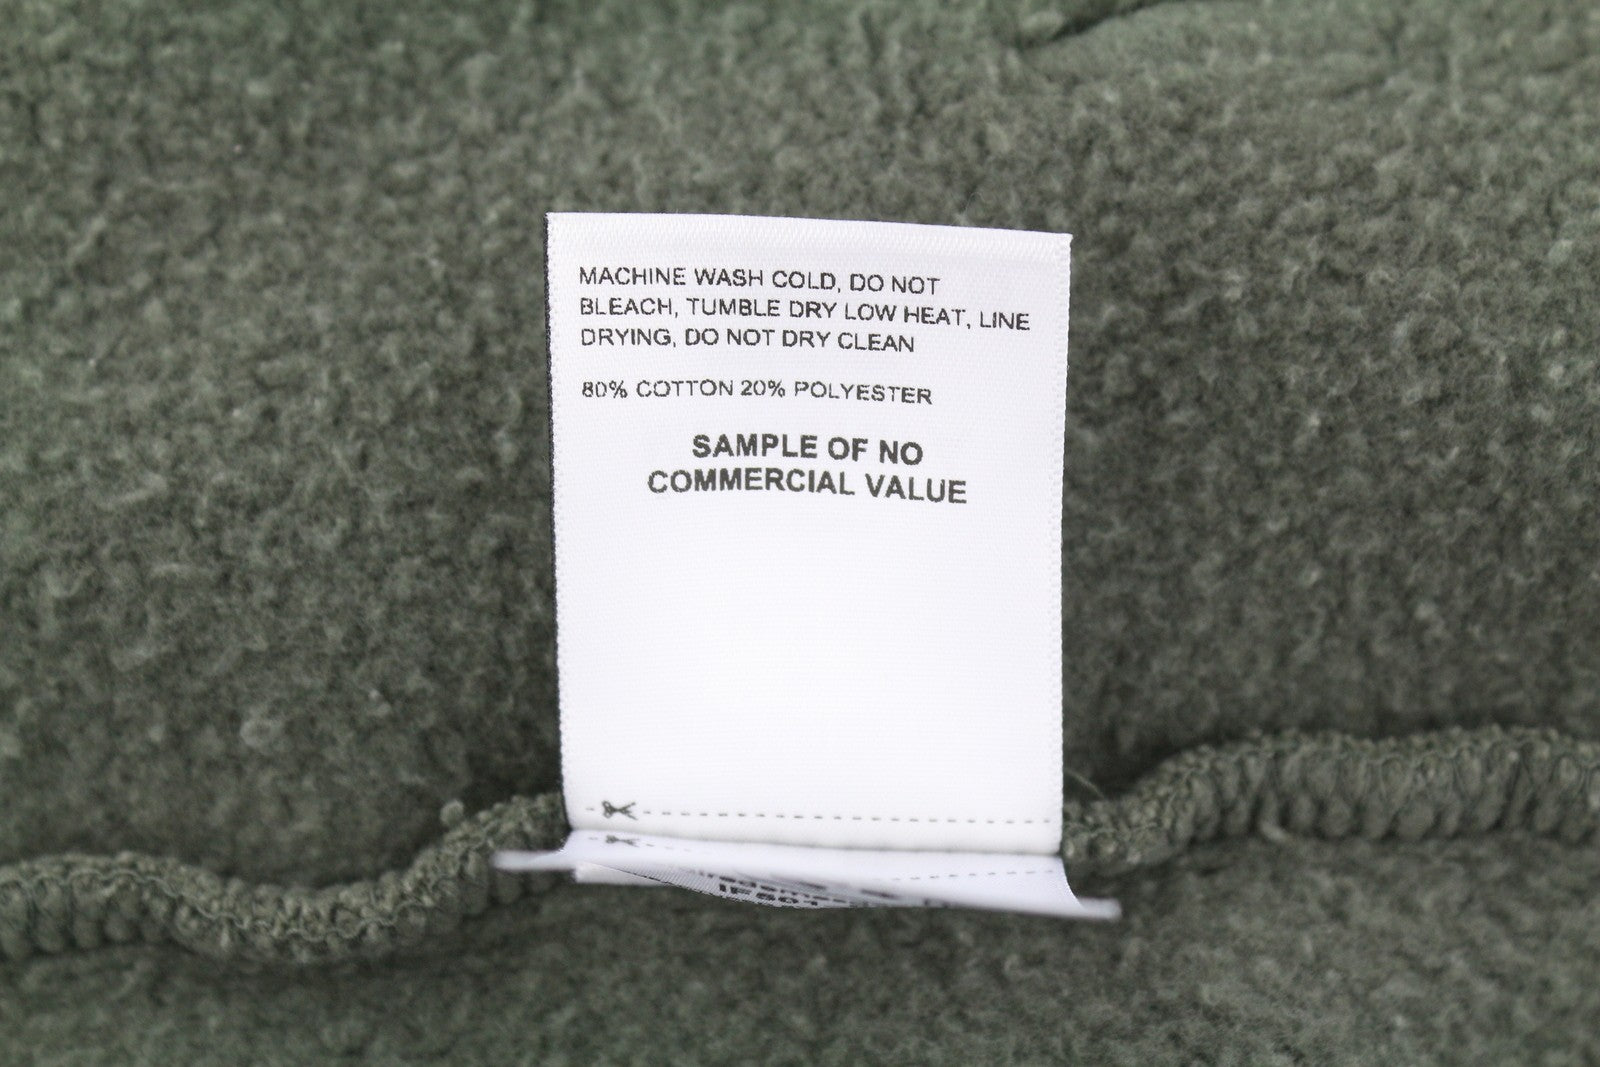 MACHINE WASH COLD, DO NOT
BLEACH, TUMBLE DRY LOW HEAT, LINE
DRYING, DO NOT DRY CLEAN
80% COTTON 20% POLYESTER
SAMPLE OF NO
COMMERCIAL VALUE